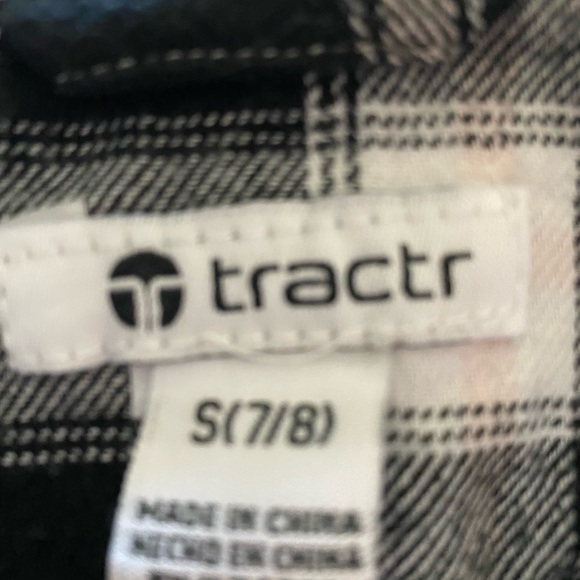 tractr
S(7/8)
MADE IN CHINA
HECHO EN CHINA